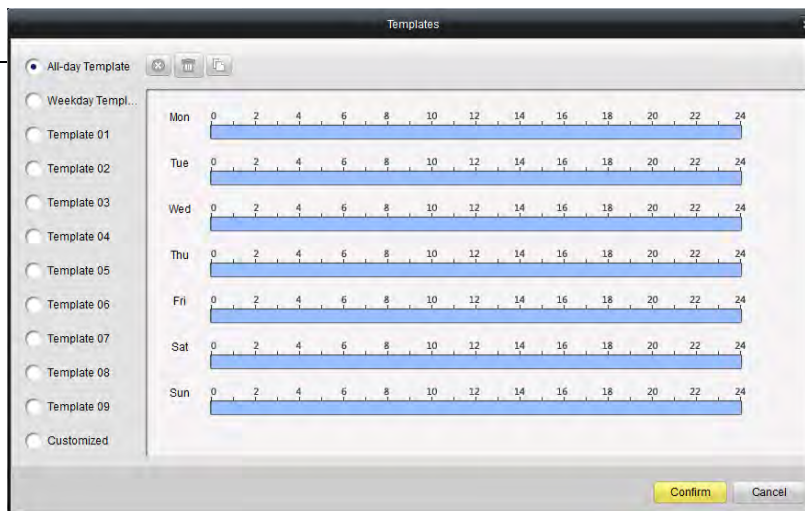 Templates
All-day Template
Weekday Templ...
Template 01
Template 02
Template 03
Template 04
Template 05
Template 06
Template 07
Template 08
Template 09
Customized
Mon 0 2 4 6 8 10 12 14 16 18 20 22 24
Tue 0 2 4 6 8 10 12 14 16 18 20 22 24
Wed 0 2 4 6 8 10 12 14 16 18 20 22 24
Thu 0 2 4 6 8 10 12 14 16 18 20 22 24
Fri 0 2 4 6 8 10 12 14 16 18 20 22 24
Sat 0 2 4 6 8 10 12 14 16 18 20 22 24
Sun 0 2 4 6 8 10 12 14 16 18 20 22 24
Confirm Cancel